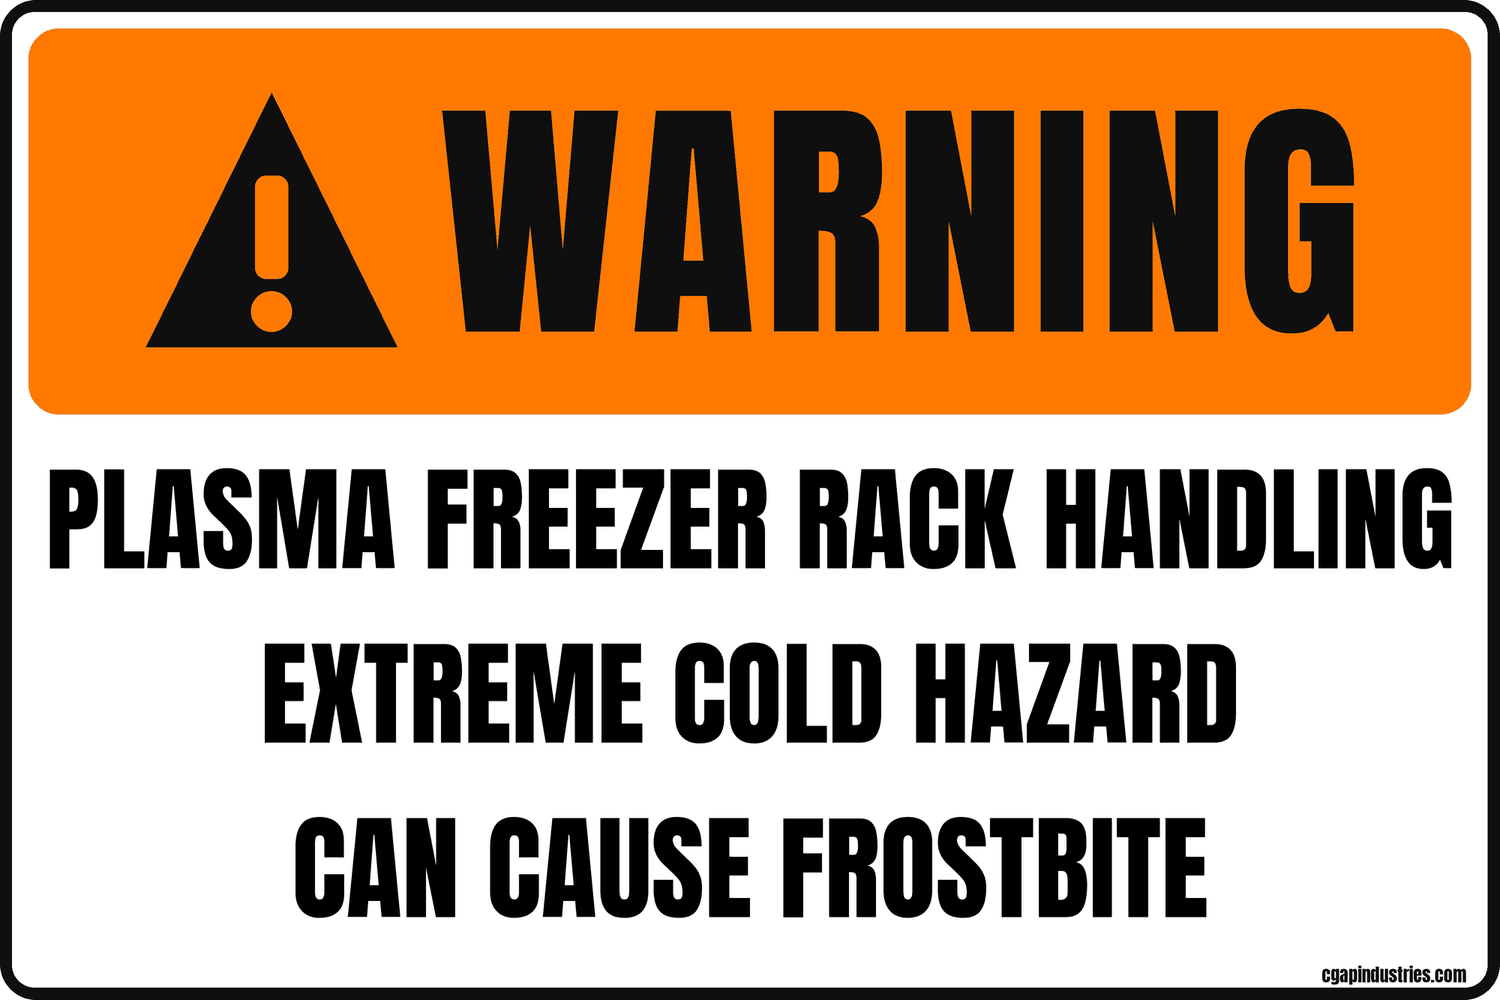 WARNING
PLASMA FREEZER RACK HANDLING
EXTREME COLD HAZARD
CAN CAUSE FROSTBITE
cgapindustries.com